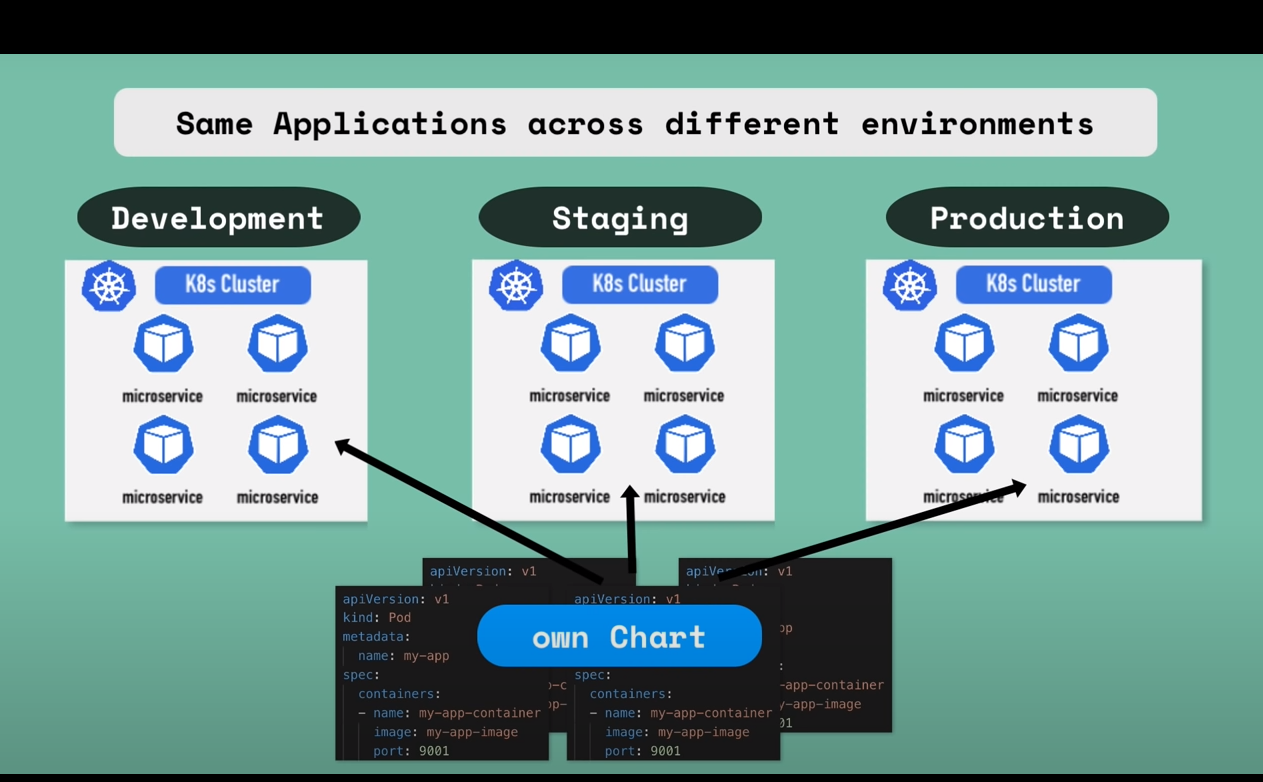 Same Applications across different environments
Development
Staging
Production
K8s Cluster
K8s Cluster
K8s Cluster
microservice microservice
microservice microservice
microservice microservice
microservice microservice
microservice microservice
microservice microservice
apiVersion: v1
apiVersion: v1
apiVersion: v1
kind: Pod
metadata:
name: my-app
spec:
containers:
- name: my-app-container
image: my-app-image
port: 9001
own Chart
apiVersion: v1
spec:
containers:
- name: my-app-container
image: my-app-image
port: 9001
-app-container
-app-image